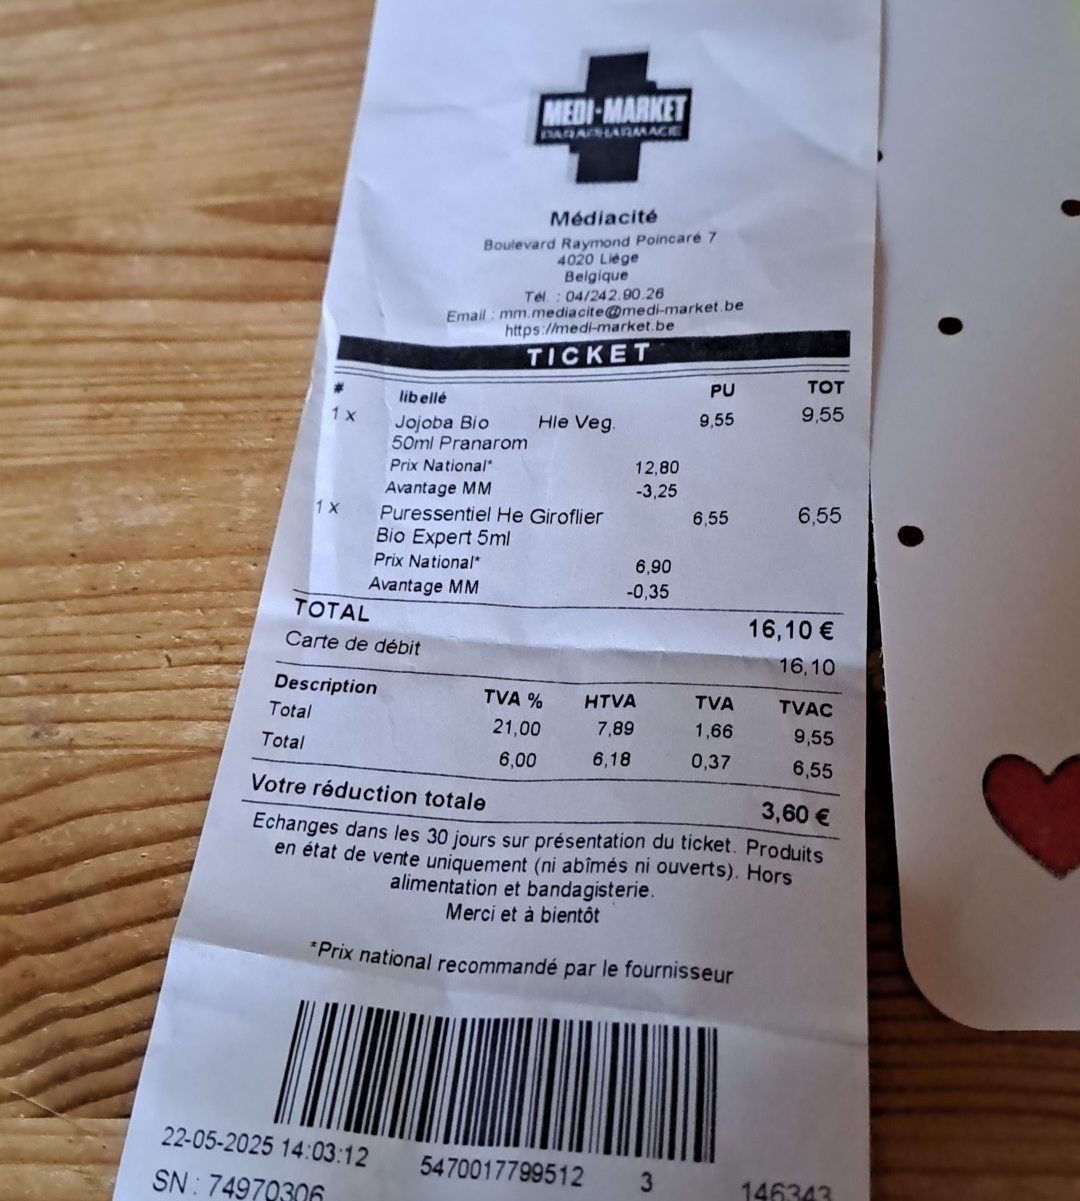 MEDI-MARKET
PARAPHARMACIE
Médiacité
Boulevard Raymond Poincaré 7
4020 Liège
Belgique
Tél. : 04/242.90.26
Email : mm.mediacite@medi-market.be
https://medi-market.be
TICKET
# libellé PU TOT
1 x Jojoba Bio Hle Veg. 9,55 9,55
50ml Pranarom
Prix National* 12,80
Avantage MM -3,25
1 x Puressentiel He Giroflier 6,55 6,55
Bio Expert 5ml
Prix National* 6,90
Avantage MM -0,35
TOTAL 16,10 €
Carte de débit 16,10
Description TVA % HTVA TVA TVAC
Total 21,00 7,89 1,66 9,55
Total 6,00 6,18 0,37 6,55
Votre réduction totale 3,60 €
Echanges dans les 30 jours sur présentation du ticket. Produits
en état de vente uniquement (ni abîmés ni ouverts). Hors
alimentation et bandagisterie.
Merci et à bientôt
*Prix national recommandé par le fournisseur
22-05-2025 14:03:12 5470017799512 3 146343
SN : 74970306